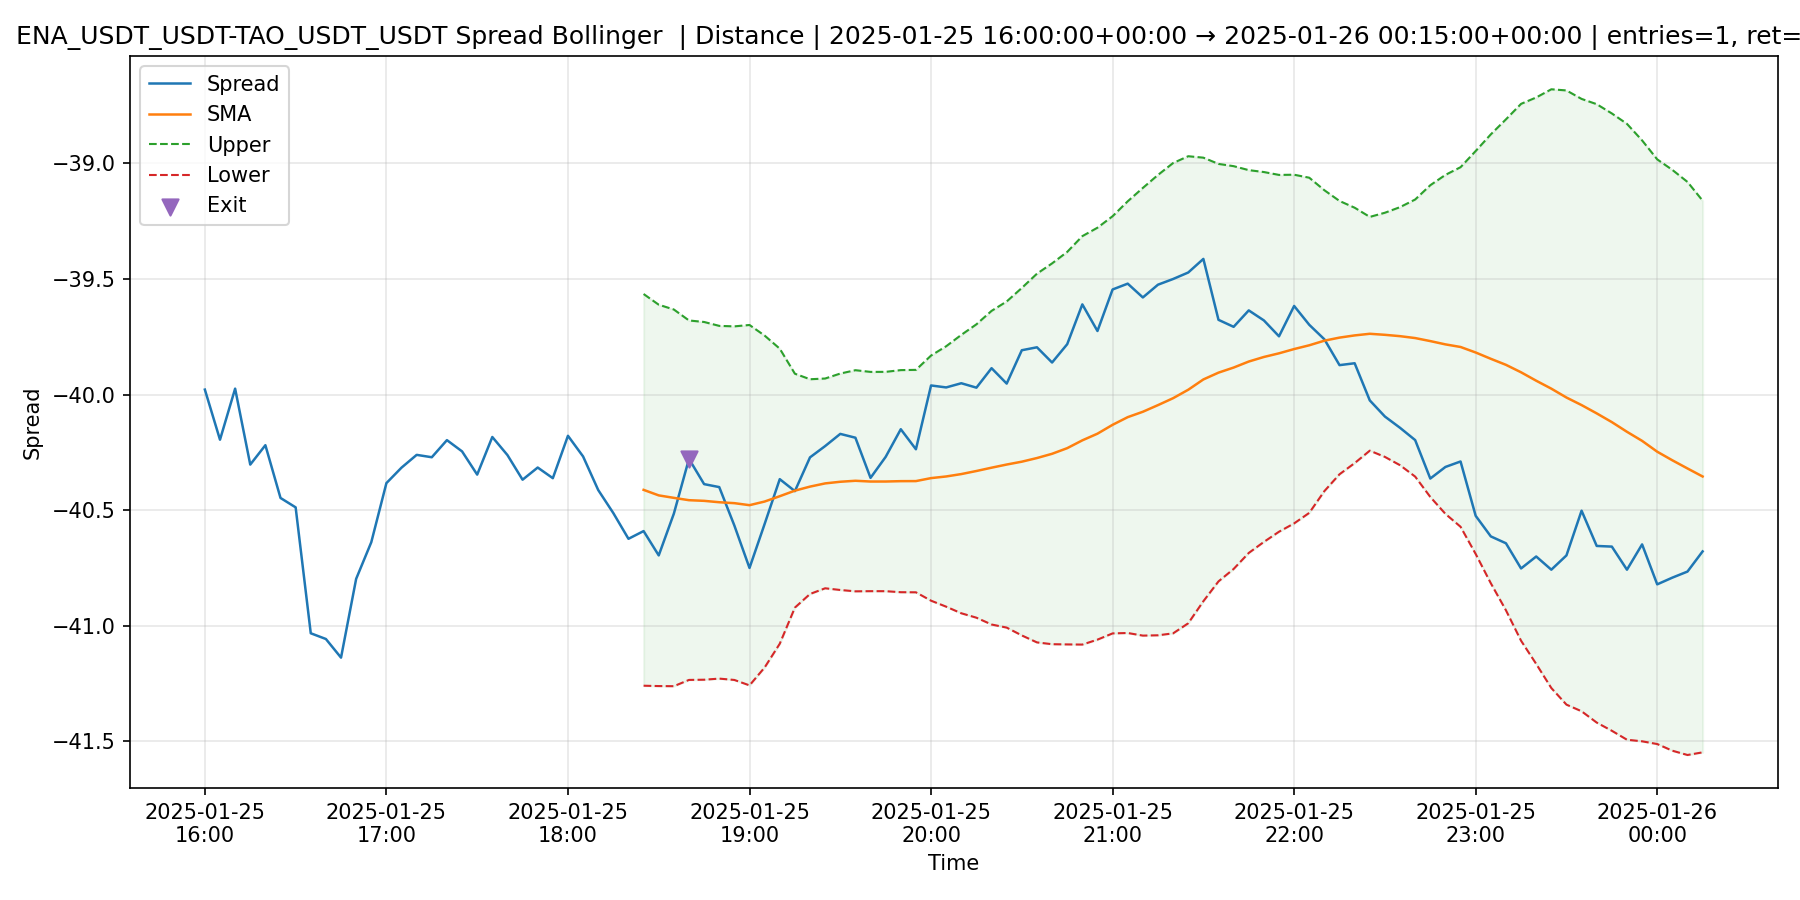 ENA_USDT_USDT-TAO_USDT_USDT Spread Bollinger | Distance | 2025-01-25 16:00:00+00:00 → 2025-01-26 00:15:00+00:00 | entries=1, ret=
Spread
SMA
Upper
Lower
Exit
Spread
−39.0
−39.5
−40.0
−40.5
−41.0
−41.5
2025-01-25 2025-01-25 2025-01-25 2025-01-25 2025-01-25 2025-01-25 2025-01-25 2025-01-25 2025-01-26
16:00 17:00 18:00 19:00 20:00 21:00 22:00 23:00 00:00
Time